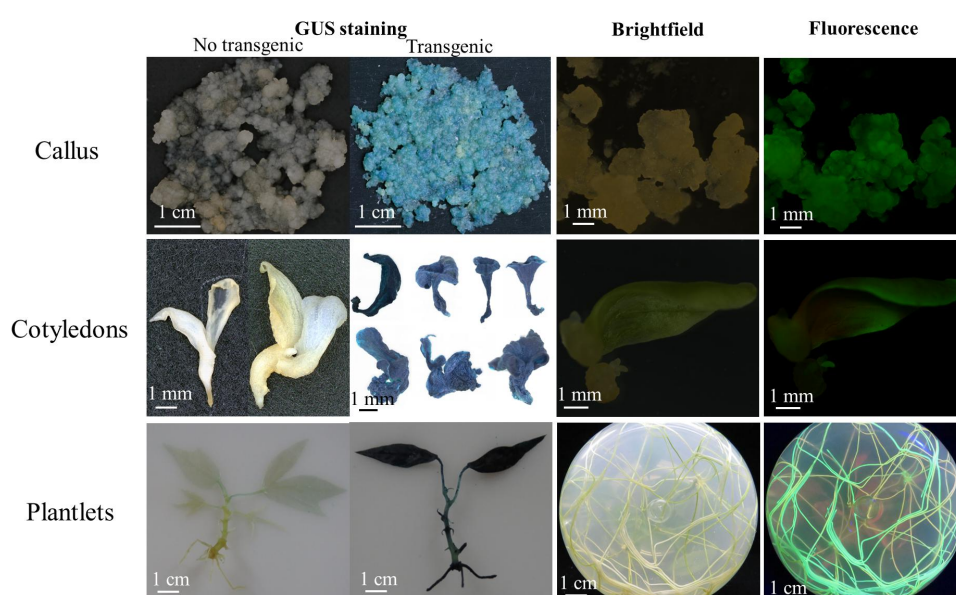 GUS staining
Brightfield
Fluorescence
No transgenic
Transgenic
Callus
1 cm
1 cm
1 mm
1 mm
Cotyledons
1 mm
1 mm
1 mm
1 mm
Plantlets
1 cm
1 cm
1 cm
1 cm